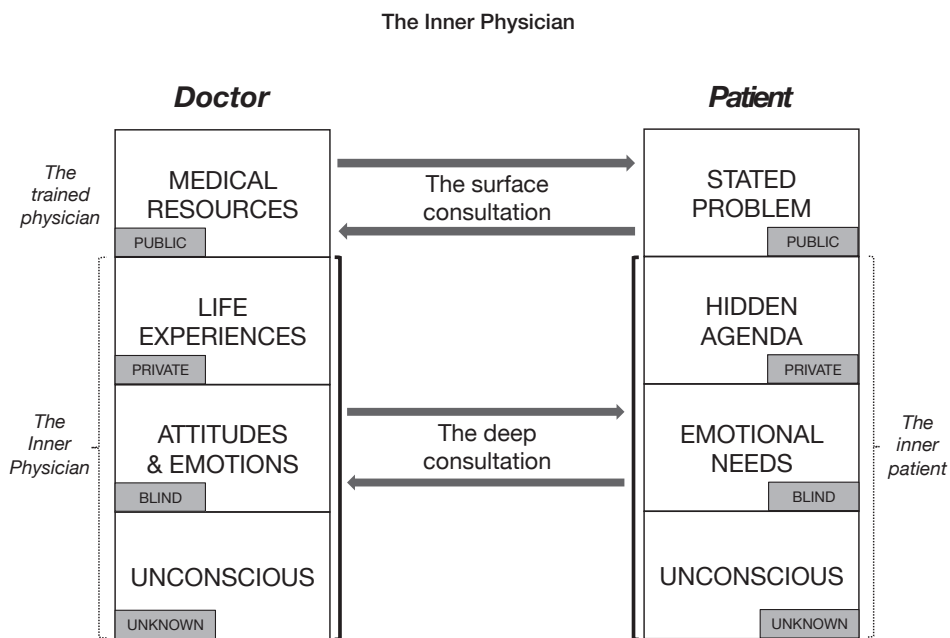 The Inner Physician
Doctor
Patient
The
trained
physician
MEDICAL
RESOURCES
PUBLIC
The surface
consultation
STATED
PROBLEM
PUBLIC
LIFE
EXPERIENCES
PRIVATE
HIDDEN
AGENDA
PRIVATE
The
Inner
Physician
ATTITUDES
& EMOTIONS
BLIND
The deep
consultation
EMOTIONAL
NEEDS
BLIND
The
inner
patient
UNCONSCIOUS
UNKNOWN
UNCONSCIOUS
UNKNOWN